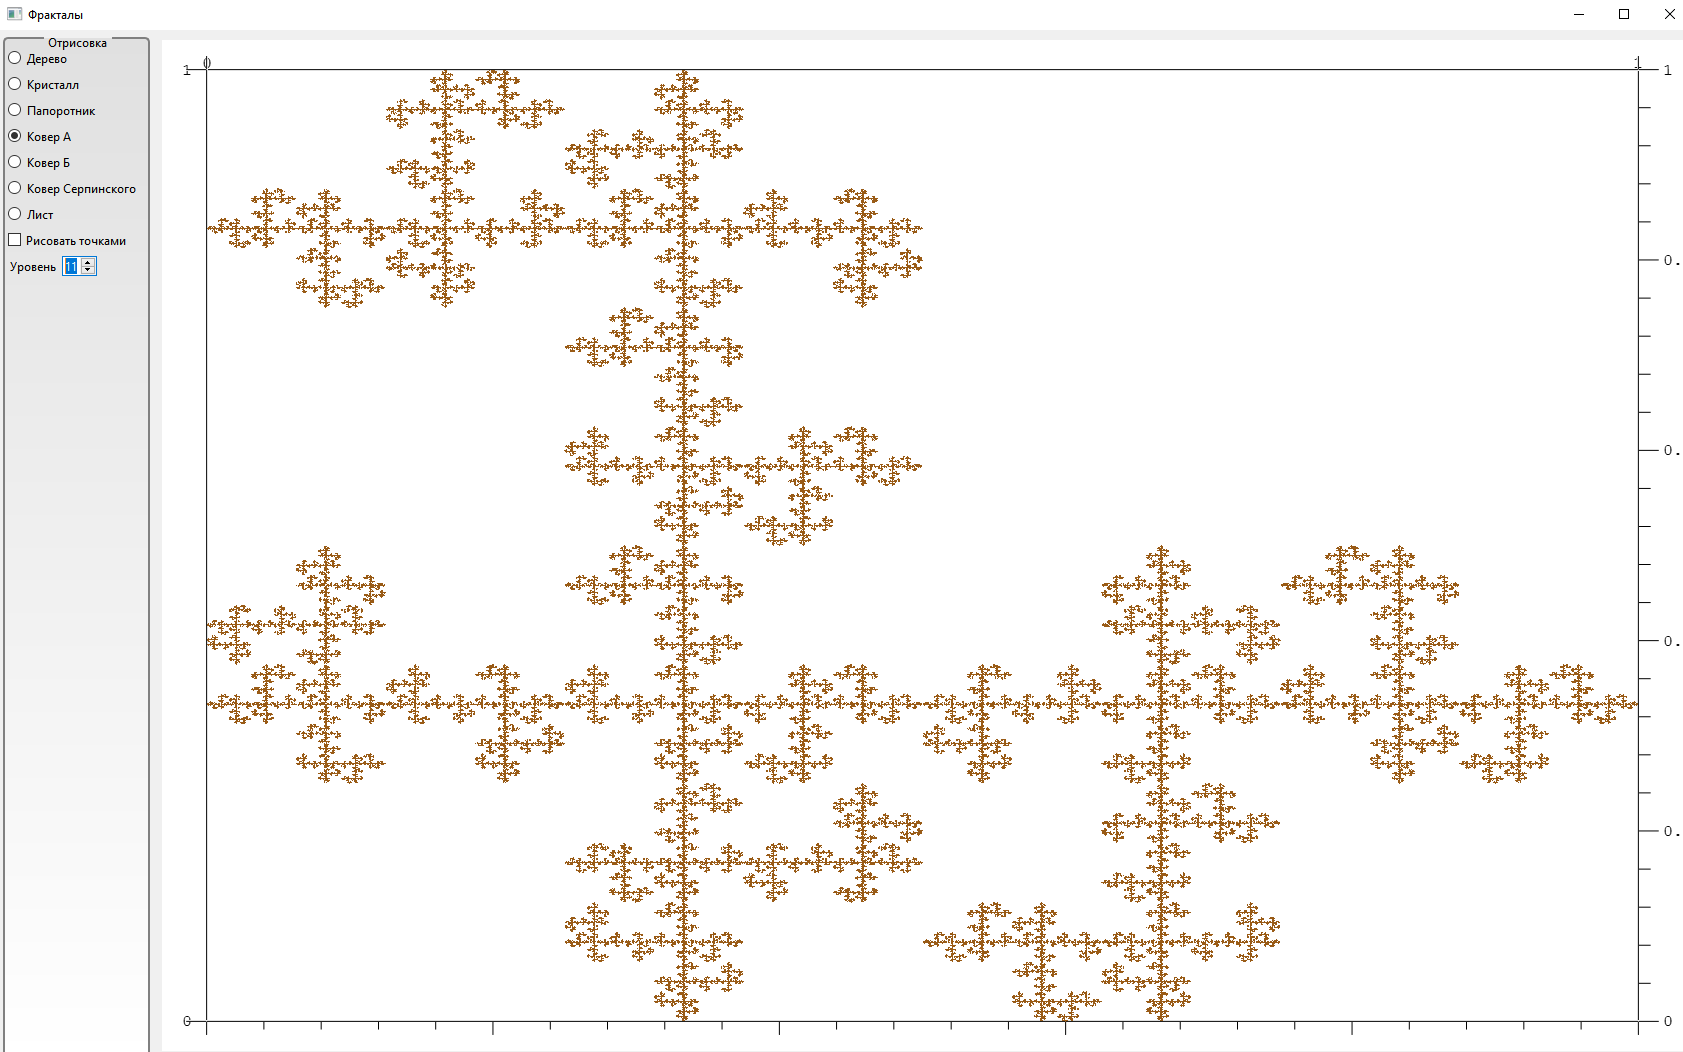 Фракталы
Отрисовка
Дерево
Кристалл
Папоротник
Ковер А
Ковер Б
Ковер Серпинского
Лист
Рисовать точками
Уровень 11
0 1
1 1
0.
0.
0.
0.
0 0